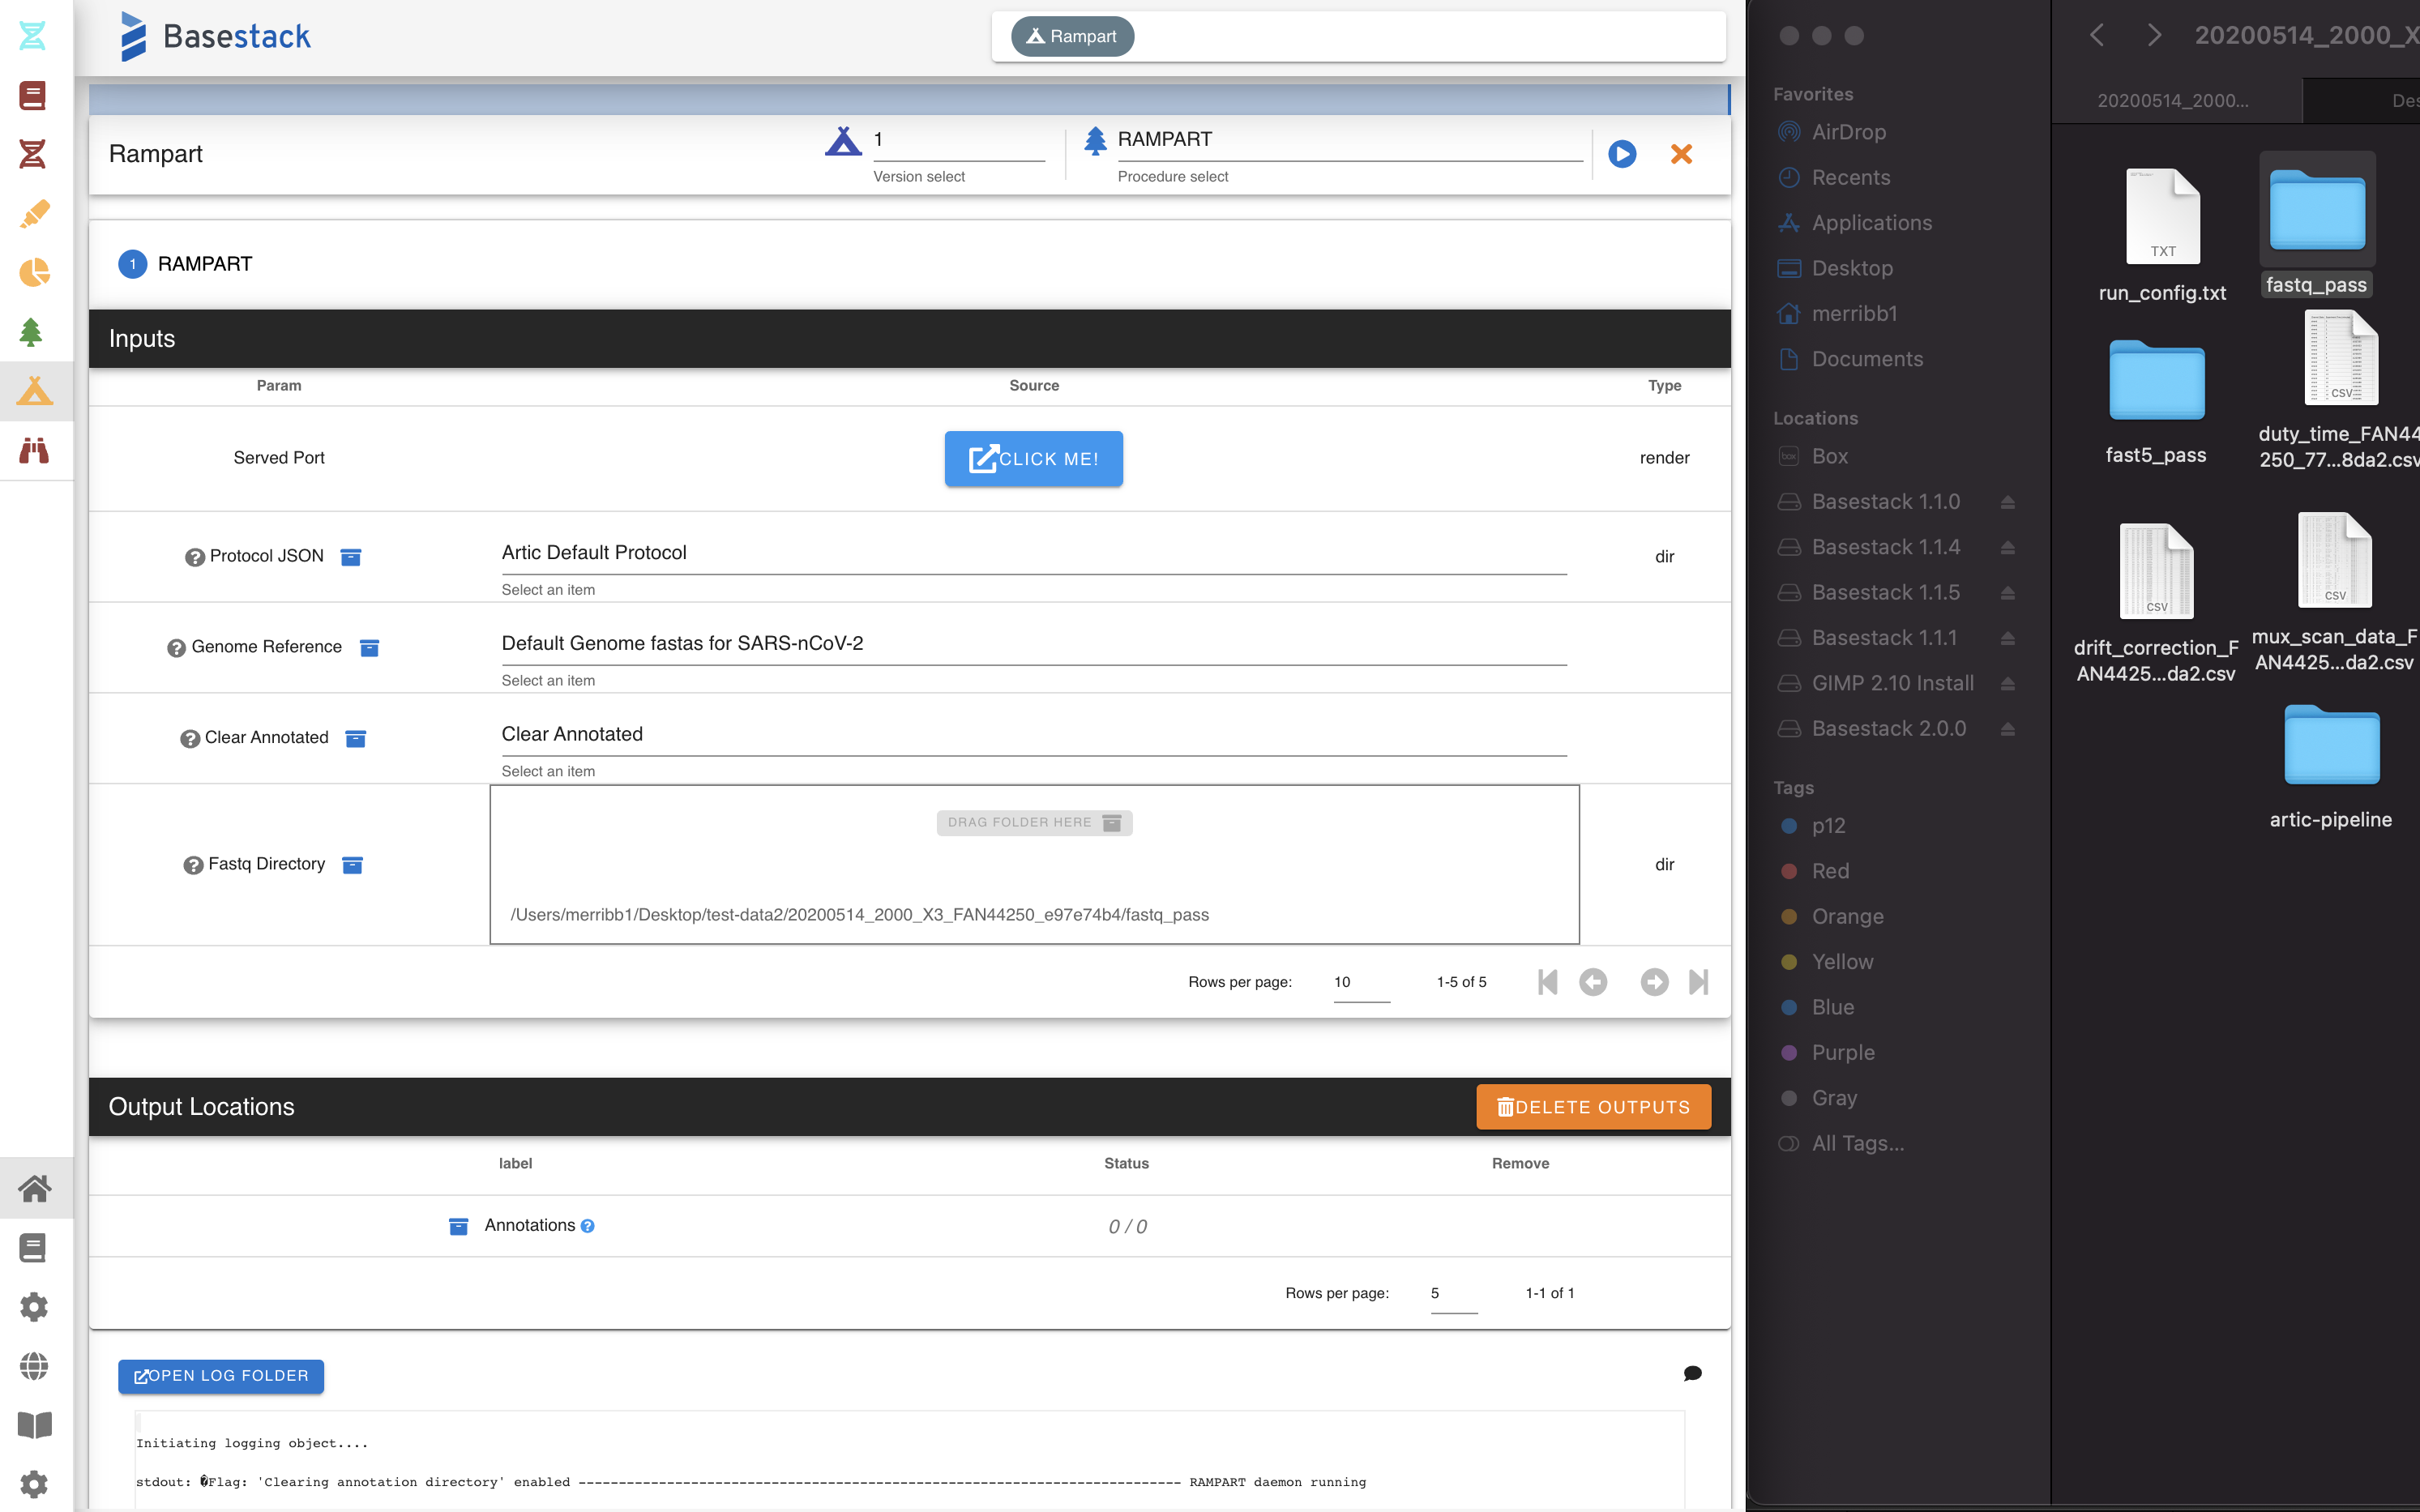 Basestack
Rampart
Rampart
1
Version select
RAMPART
Procedure select
1 RAMPART
Inputs
Param Source Type
Served Port CLICK ME! render
Protocol JSON Artic Default Protocol dir
Select an item
Genome Reference Default Genome fastas for SARS-nCoV-2
Select an item
Clear Annotated Clear Annotated
Select an item
DRAG FOLDER HERE
Fastq Directory dir
/Users/merribb1/Desktop/test-data2/20200514_2000_X3_FAN44250_e97e74b4/fastq_pass
Rows per page: 10 1-5 of 5
Output Locations DELETE OUTPUTS
label Status Remove
Annotations 0 / 0
Rows per page: 5 1-1 of 1
OPEN LOG FOLDER
Initiating logging object....
stdout: �Flag: 'Clearing annotation directory' enabled --------------------------------------------------------------------------- RAMPART daemon running
20200514_2000_X
20200514_2000...
Des
Favorites
AirDrop
Recents
Applications
Desktop
merribb1
Documents
Locations
Box
Basestack 1.1.0
Basestack 1.1.4
Basestack 1.1.5
Basestack 1.1.1
GIMP 2.10 Install
Basestack 2.0.0
Tags
p12
Red
Orange
Yellow
Blue
Purple
Gray
All Tags...
TXT
run_config.txt
fastq_pass
fast5_pass
CSV
duty_time_FAN44
250_77...8da2.csv
CSV
drift_correction_F
AN4425...da2.csv
CSV
mux_scan_data_F
AN4425...da2.csv
artic-pipeline